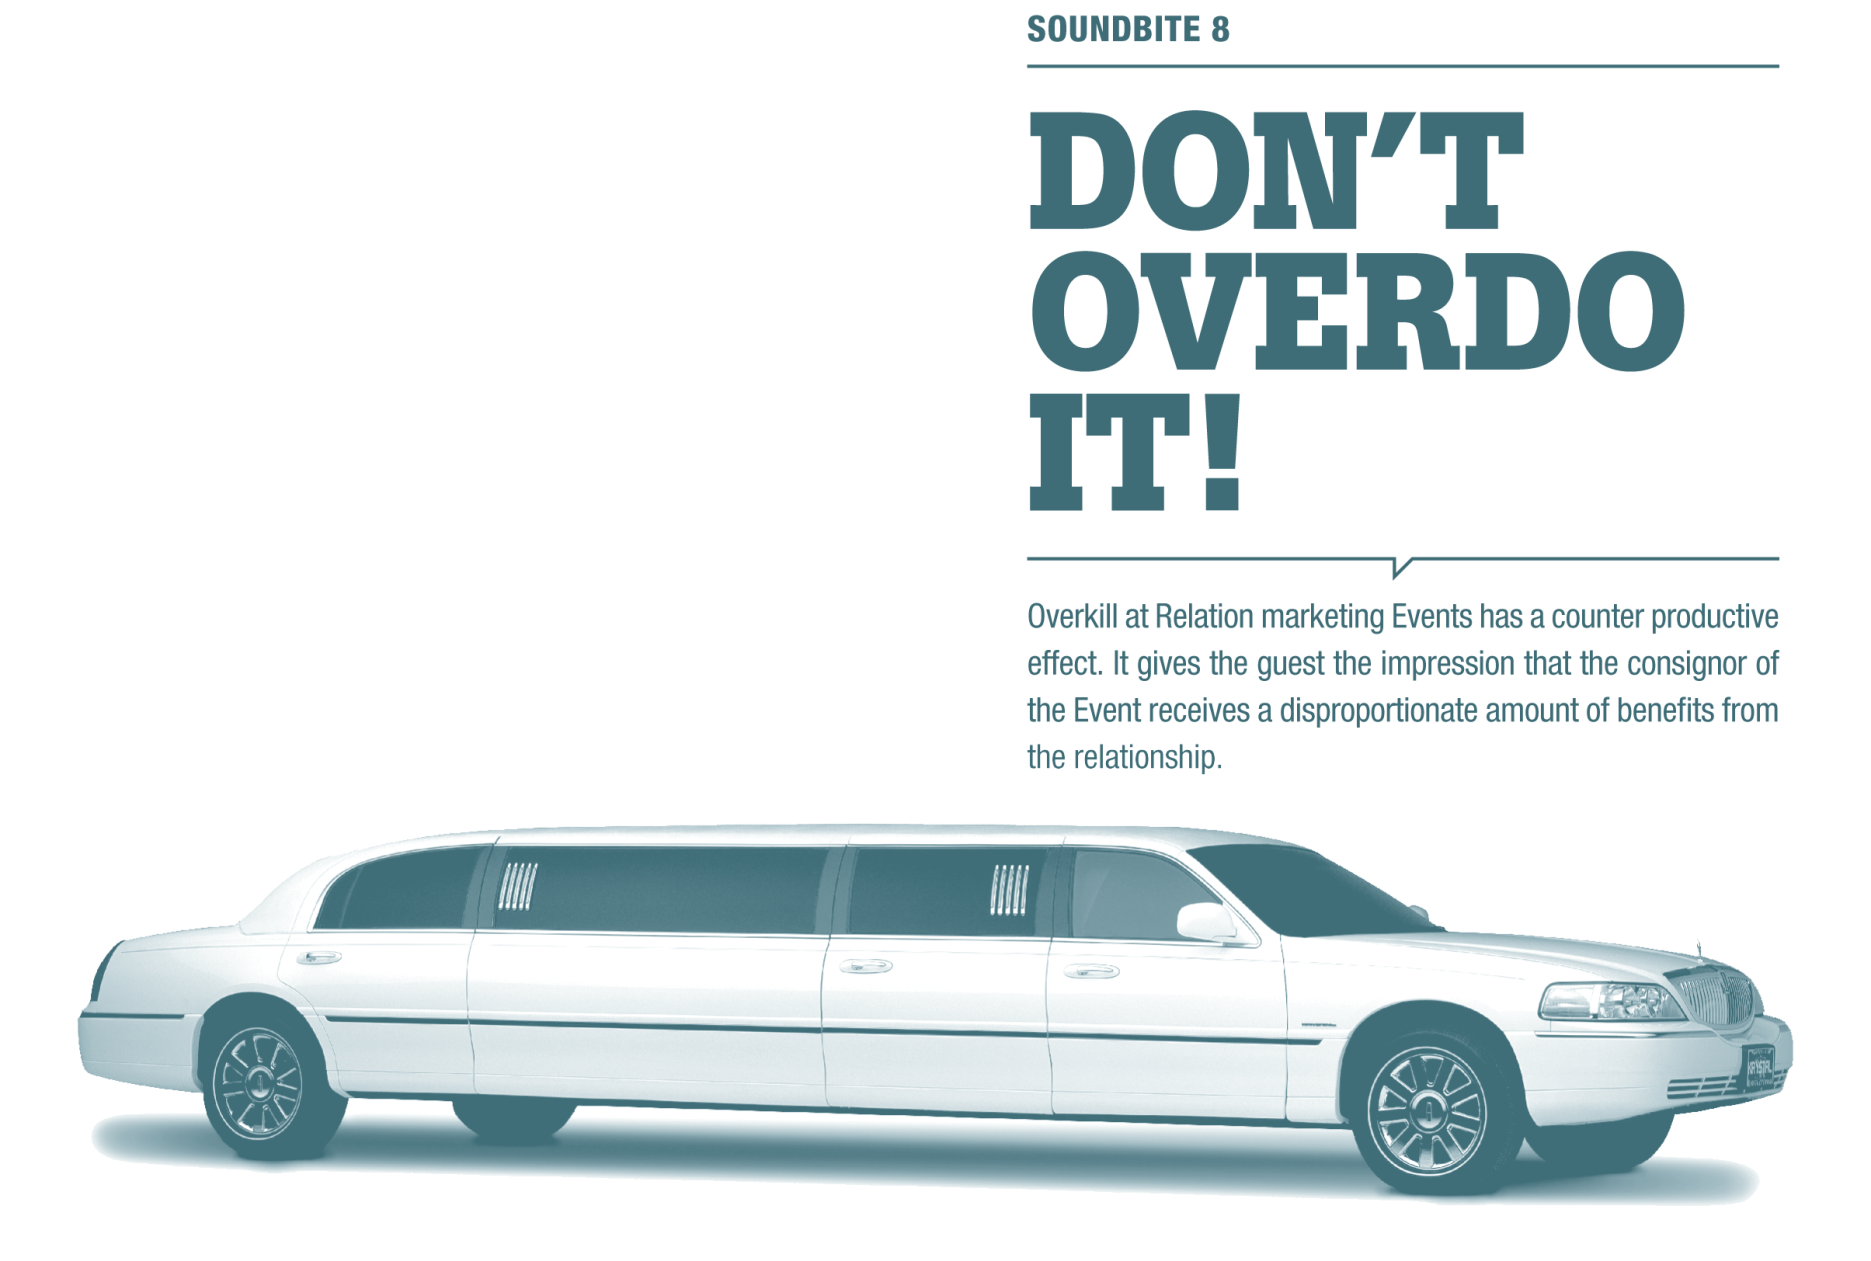 SOUNDBITE 8
DON'T
OVERDO
IT!
Overkill at Relation marketing Events has a counter productive
effect. It gives the guest the impression that the consignor of
the Event receives a disproportionate amount of benefits from
the relationship.
KRYSTAL